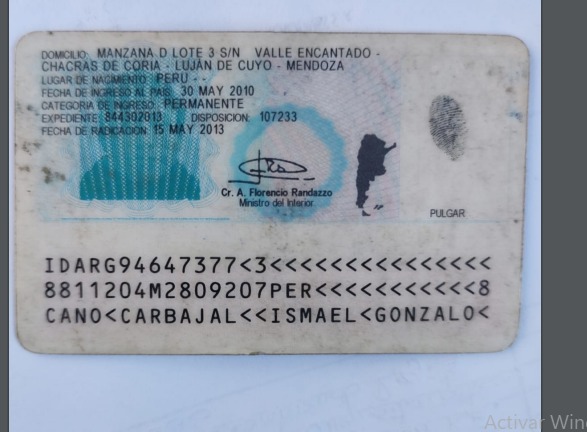 DOMICILIO: MANZANA D LOTE 3 S/N VALLE ENCANTADO -
CHACRAS DE CORIA - LUJÁN DE CUYO - MENDOZA
LUGAR DE NACIMIENTO: PERÚ - -
FECHA DE INGRESO AL PAÍS: 30 MAY 2010
CATEGORIA DE INGRESO: PERMANENTE
EXPEDIENTE: 844302013 DISPOSICION: 107233
FECHA DE RADICACION: 15 MAY 2013
Cr. A. Florencio Randazzo
Ministro del Interior
PULGAR
IDARG94647377<3<<<<<<<<<<<<<<<
8811204M2809207PER<<<<<<<<<<<8
CANO<CARBAJAL<<ISMAEL<GONZALO<
Activar Win